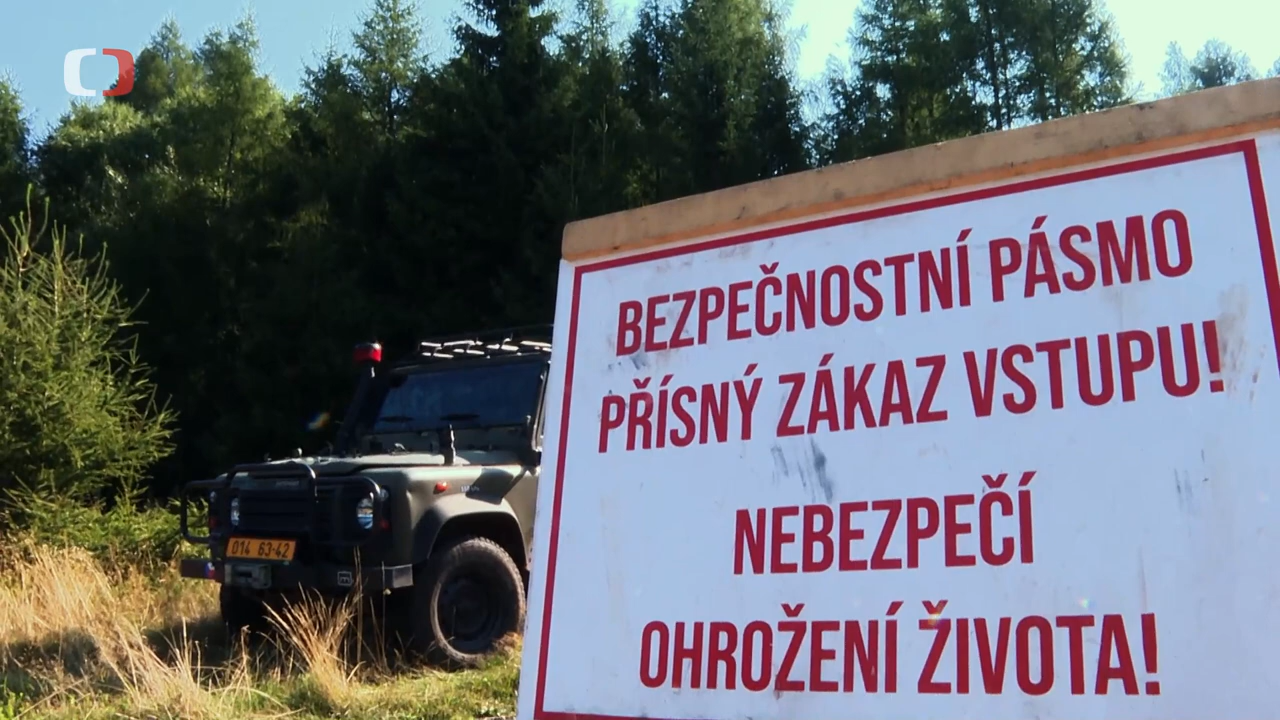 BEZPEČNOSTNÍ PÁSMO
PŘÍSNÝ ZÁKAZ VSTUPU!
NEBEZPEČÍ
OHROŽENÍ ŽIVOTA!
014 63-42